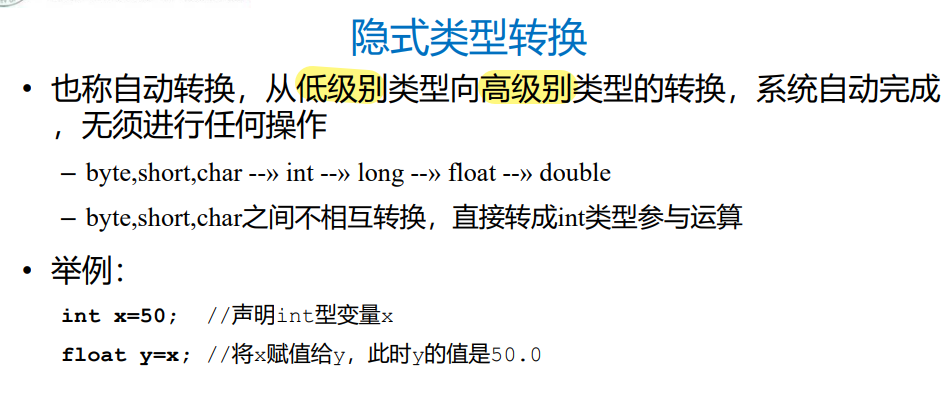 隐式类型转换
• 也称自动转换，从低级别类型向高级别类型的转换，系统自动完成
，无须进行任何操作
– byte,short,char --» int --» long --» float --» double
– byte,short,char之间不相互转换，直接转成int类型参与运算
• 举例：
int x=50;  //声明int型变量x
float y=x; //将x赋值给y，此时y的值是50.0